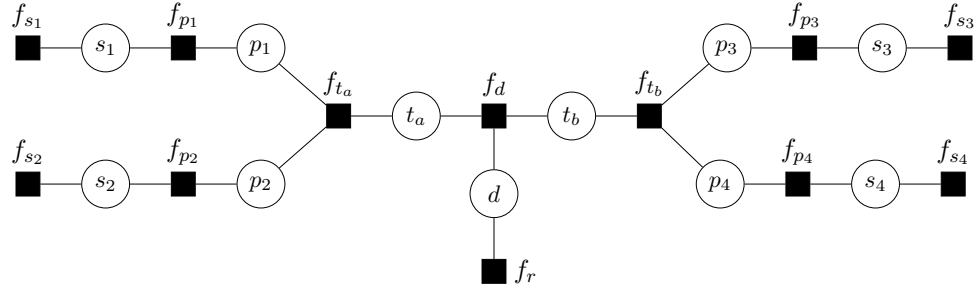 f_{s_1} f_{p_1} f_{p_3} f_{s_3}
s_1 p_1 p_3 s_3
f_{t_a} f_d f_{t_b}
t_a t_b
f_{s_2} f_{p_2} f_{p_4} f_{s_4}
s_2 p_2 d p_4 s_4
f_r